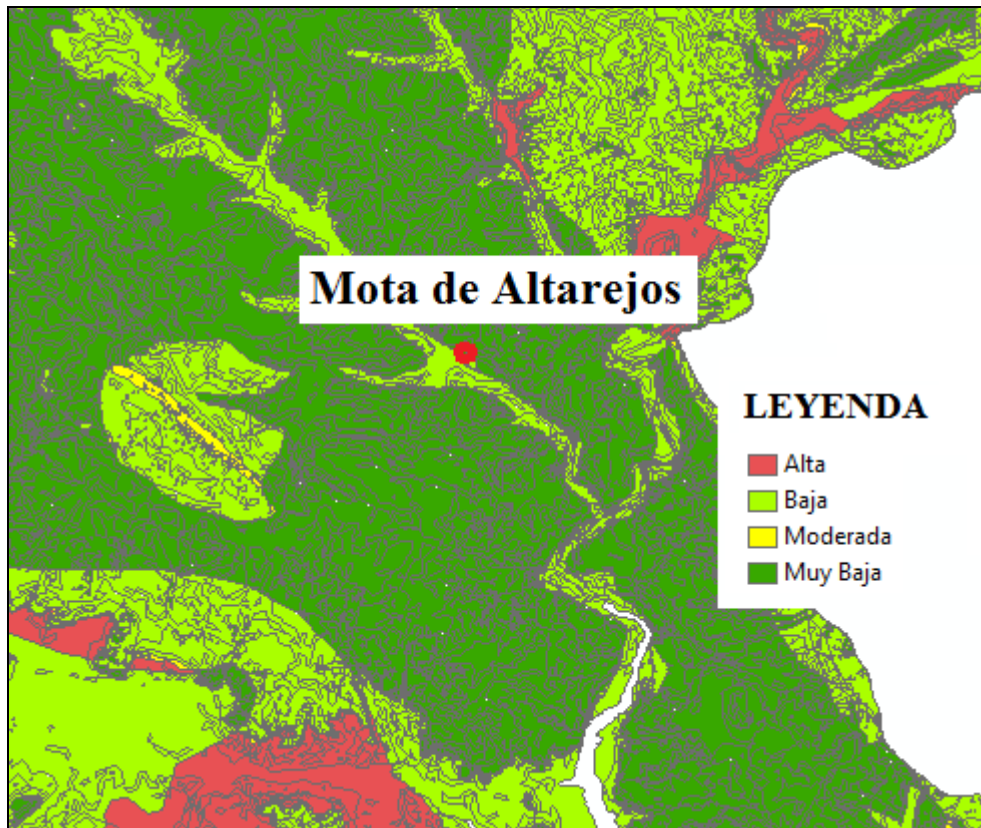 Mota de Altarejos
LEYENDA
Alta
Baja
Moderada
Muy Baja